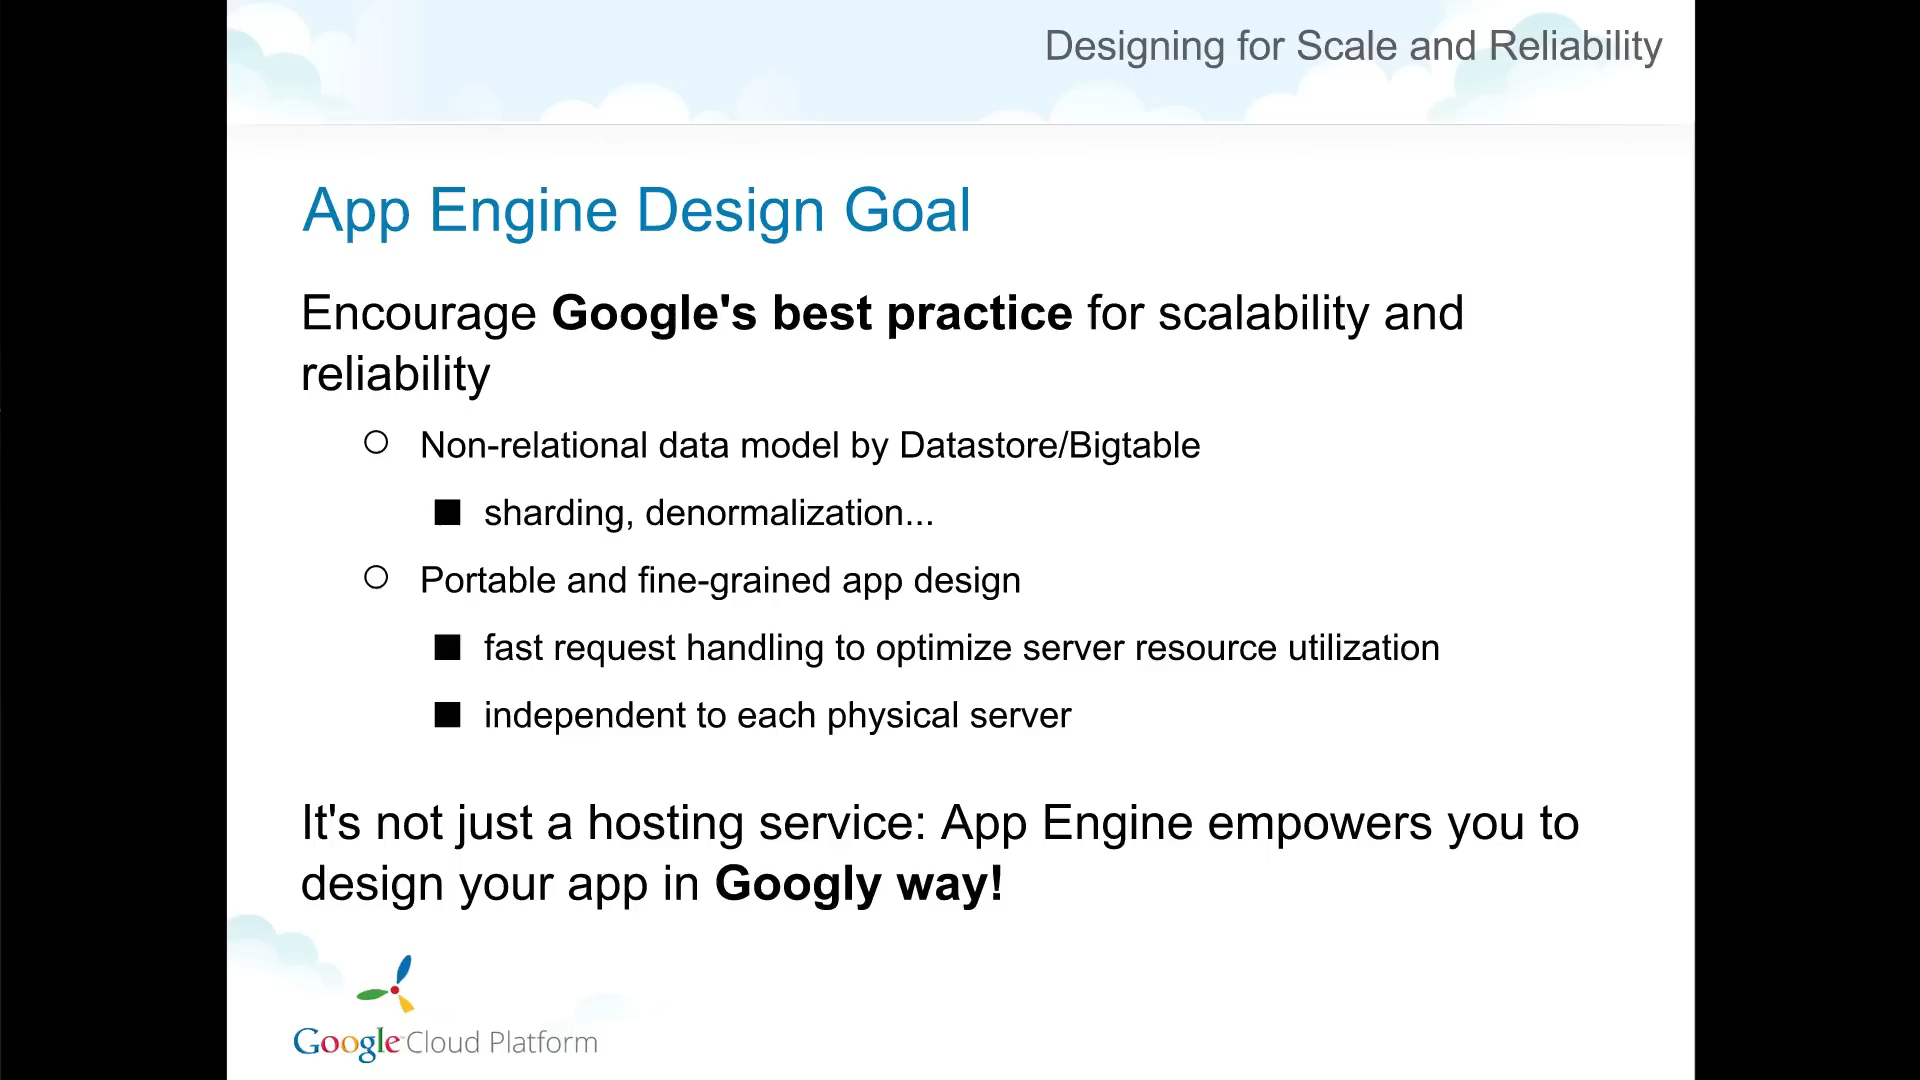 Designing for Scale and Reliability
App Engine Design Goal
Encourage Google's best practice for scalability and
reliability
○ Non-relational data model by Datastore/Bigtable
■ sharding, denormalization...
○ Portable and fine-grained app design
■ fast request handling to optimize server resource utilization
■ independent to each physical server
It's not just a hosting service: App Engine empowers you to
design your app in Googly way!
Google Cloud Platform